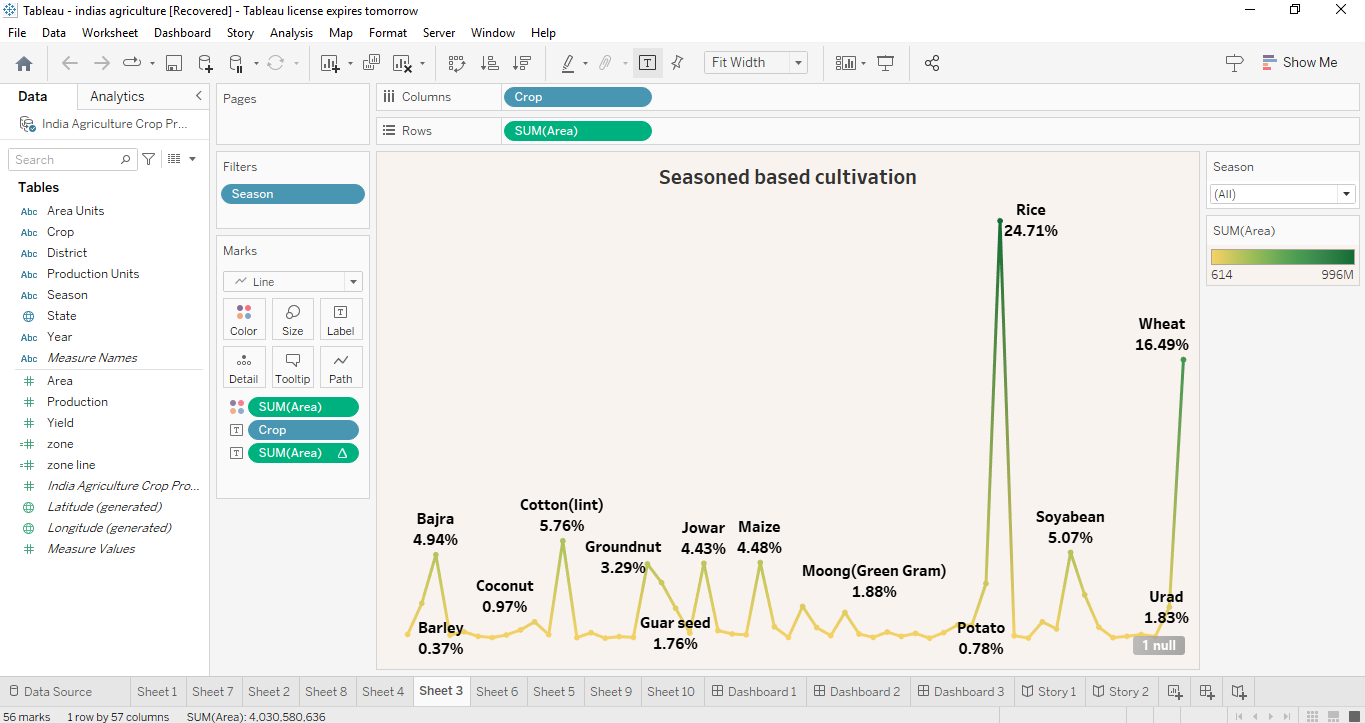 Tableau - indias agriculture [Recovered] - Tableau license expires tomorrow
File Data Worksheet Dashboard Story Analysis Map Format Server Window Help
Fit Width
Show Me
Data Analytics
India Agriculture Crop Pr...
Search
Tables
Abc Area Units
Abc Crop
Abc District
Abc Production Units
Abc Season
State
Abc Year
Abc Measure Names
Area
Production
Yield
zone
zone line
India Agriculture Crop Pro...
Latitude (generated)
Longitude (generated)
Measure Values
Pages
Filters
Season
Marks
Line
Color Size Label
Detail Tooltip Path
SUM(Area)
Crop
SUM(Area)
Columns Crop
Rows SUM(Area)
Seasoned based cultivation
Rice
24.71%
Wheat
16.49%
Cotton(lint)
5.76%
Bajra
4.94%
Soyabean
5.07%
Jowar
4.43%
Maize
4.48%
Groundnut
3.29%
Moong(Green Gram)
1.88%
Coconut
0.97%
Urad
1.83%
Guar seed
1.76%
Barley
0.37%
Potato
0.78%
1 null
Season
(All)
SUM(Area)
614 996M
Data Source Sheet 1 Sheet 7 Sheet 2 Sheet 8 Sheet 4 Sheet 3 Sheet 6 Sheet 5 Sheet 9 Sheet 10 Dashboard 1 Dashboard 2 Dashboard 3 Story 1 Story 2
56 marks 1 row by 57 columns SUM(Area): 4,030,580,636